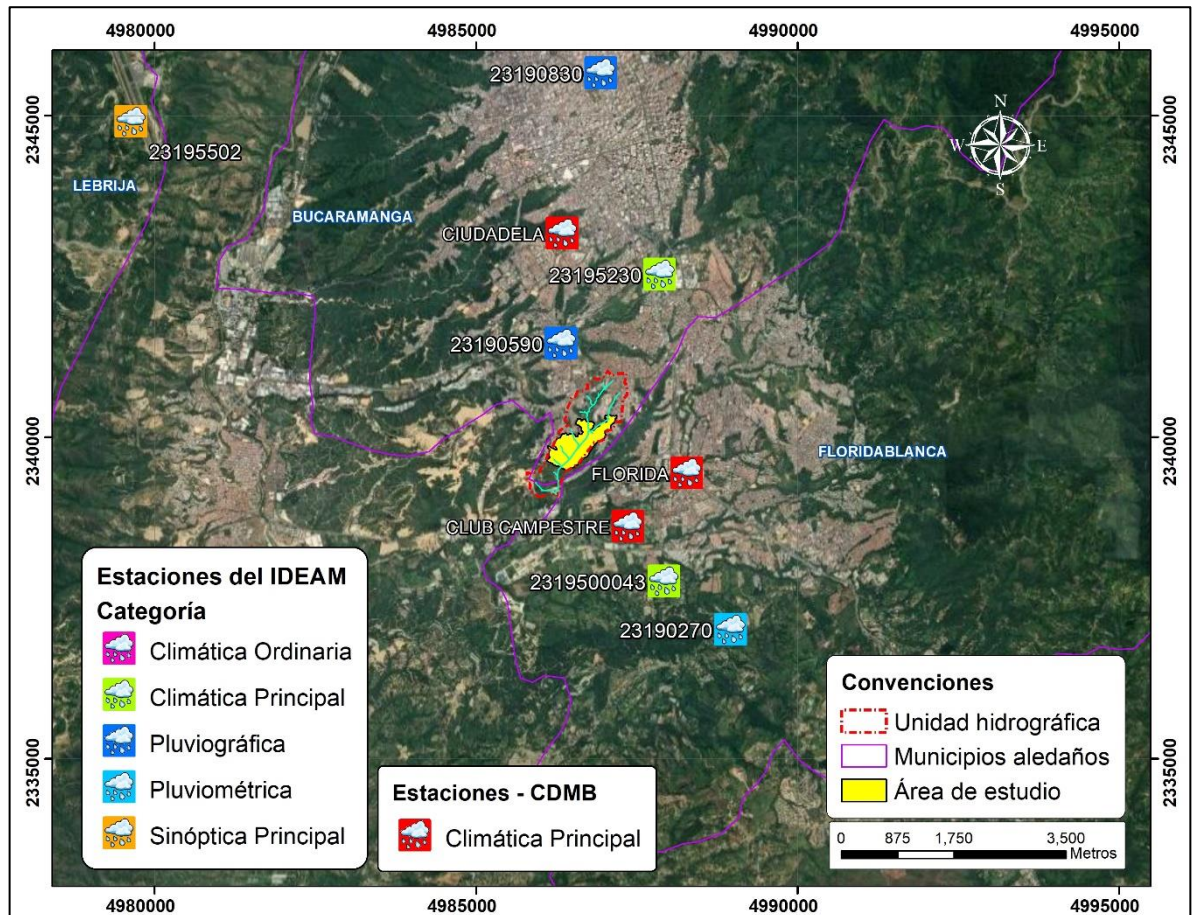 4980000 4985000 4990000 4995000
23190830
2345000 2345000
23195502
N
W E
S
LEBRIJA
BUCARAMANGA
CIUDADELA
23195230
23190590
2340000 2340000
FLORIDABLANCA
FLORIDA
CLUB CAMPESTRE
2319500043
23190270
Estaciones del IDEAM
Categoría
Climática Ordinaria
Climática Principal
Pluviográfica
Pluviométrica
Sinóptica Principal
Estaciones - CDMB
Climática Principal
Convenciones
Unidad hidrográfica
Municipios aledaños
Área de estudio
0 875 1,750 3,500
Metros
2335000 2335000
4980000 4985000 4990000 4995000